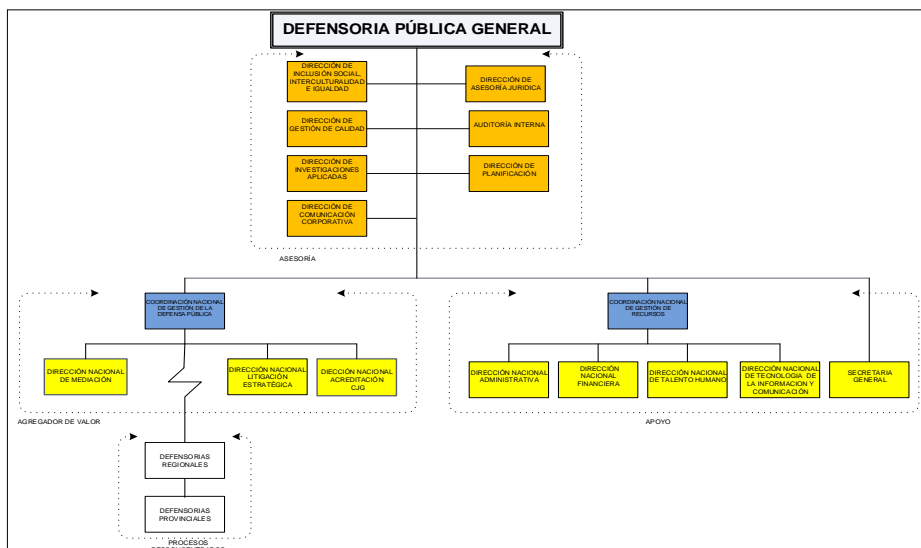 DEFENSORIA PÚBLICA GENERAL
DIRECCIÓN DE
INCLUSIÓN SOCIAL,
INTERCULTURALIDAD
E IGUALDAD
DIRECCIÓN DE
ASESORÍA JURIDICA
DIRECCIÓN DE
GESTIÓN DE CALIDAD
AUDITORÍA INTERNA
DIRECCIÓN DE
INVESTIGACIONES
APLICADAS
DIRECCIÓN DE
PLANIFICACIÓN
DIRECCIÓN DE
COMUNICACIÓN
CORPORATIVA
ASESORÍA
COORDINACIÓN NACIONAL
DE GESTIÓN DE LA
DEFENSA PÚBLICA
COORDINACIÓN NACIONAL
DE GESTIÓN DE
RECURSOS
DIRECCIÓN NACIONAL
DE MEDIACIÓN
DIRECCIÓN NACIONAL
LITIGACIÓN
ESTRATÉGICA
DIECCIÓN NACIONAL
ACREDITACIÓN
CJG
DIRECCIÓN NACIONAL
ADMINISTRATIVA
DIRECCIÓN
NACIONAL
FINANCIERA
DIRECCIÓN NACIONAL
DE TALENTO HUMANO
DIRECCIÓN NACIONAL
DE TECNOLOGIA DE
LA INFORMACION Y
COMUNICACIÓN
SECRETARIA
GENERAL
AGREGADOR DE VALOR
APOYO
DEFENSORIAS
REGIONALES
DEFENSORIAS
PROVINCIALES
PROCESOS